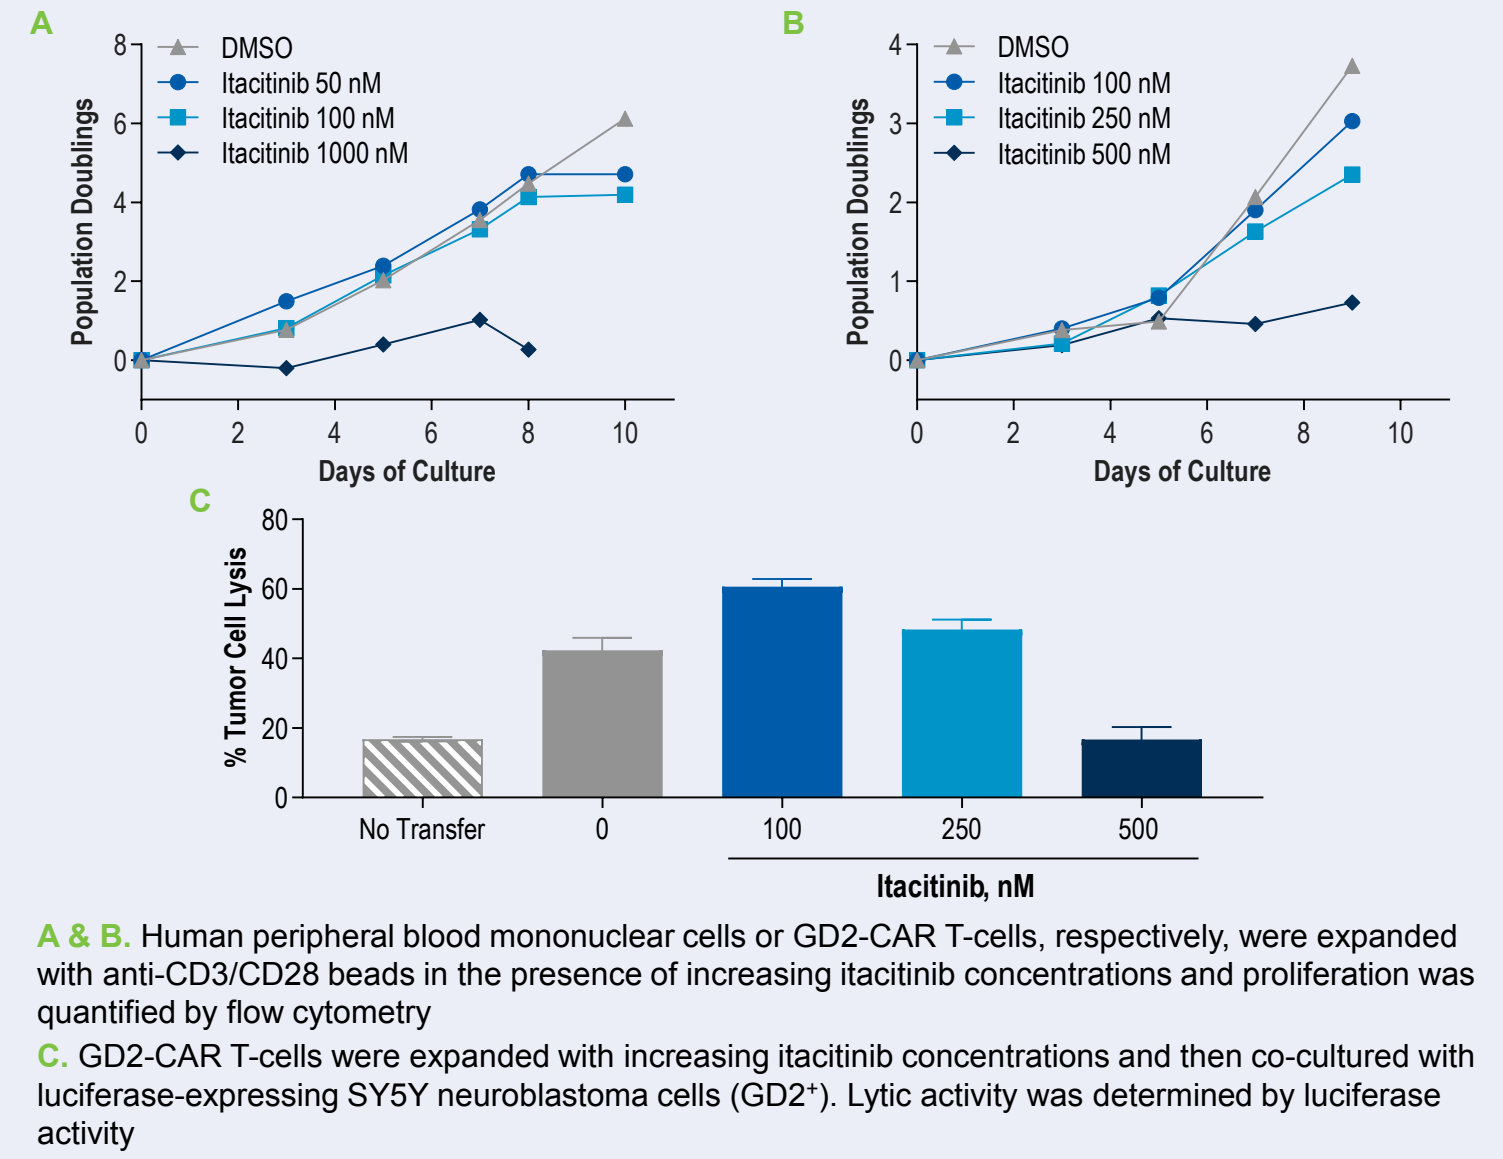 A
8
6
4
2
0
Population Doublings
DMSO
Itacitinib 50 nM
Itacitinib 100 nM
Itacitinib 1000 nM
0 2 4 6 8 10
Days of Culture
B
4
3
2
1
0
Population Doublings
DMSO
Itacitinib 100 nM
Itacitinib 250 nM
Itacitinib 500 nM
0 2 4 6 8 10
Days of Culture
C
80
60
40
20
0
% Tumor Cell Lysis
No Transfer 0 100 250 500
Itacitinib, nM
A & B. Human peripheral blood mononuclear cells or GD2-CAR T-cells, respectively, were expanded
with anti-CD3/CD28 beads in the presence of increasing itacitinib concentrations and proliferation was
quantified by flow cytometry
C. GD2-CAR T-cells were expanded with increasing itacitinib concentrations and then co-cultured with
luciferase-expressing SY5Y neuroblastoma cells (GD2⁺). Lytic activity was determined by luciferase
activity